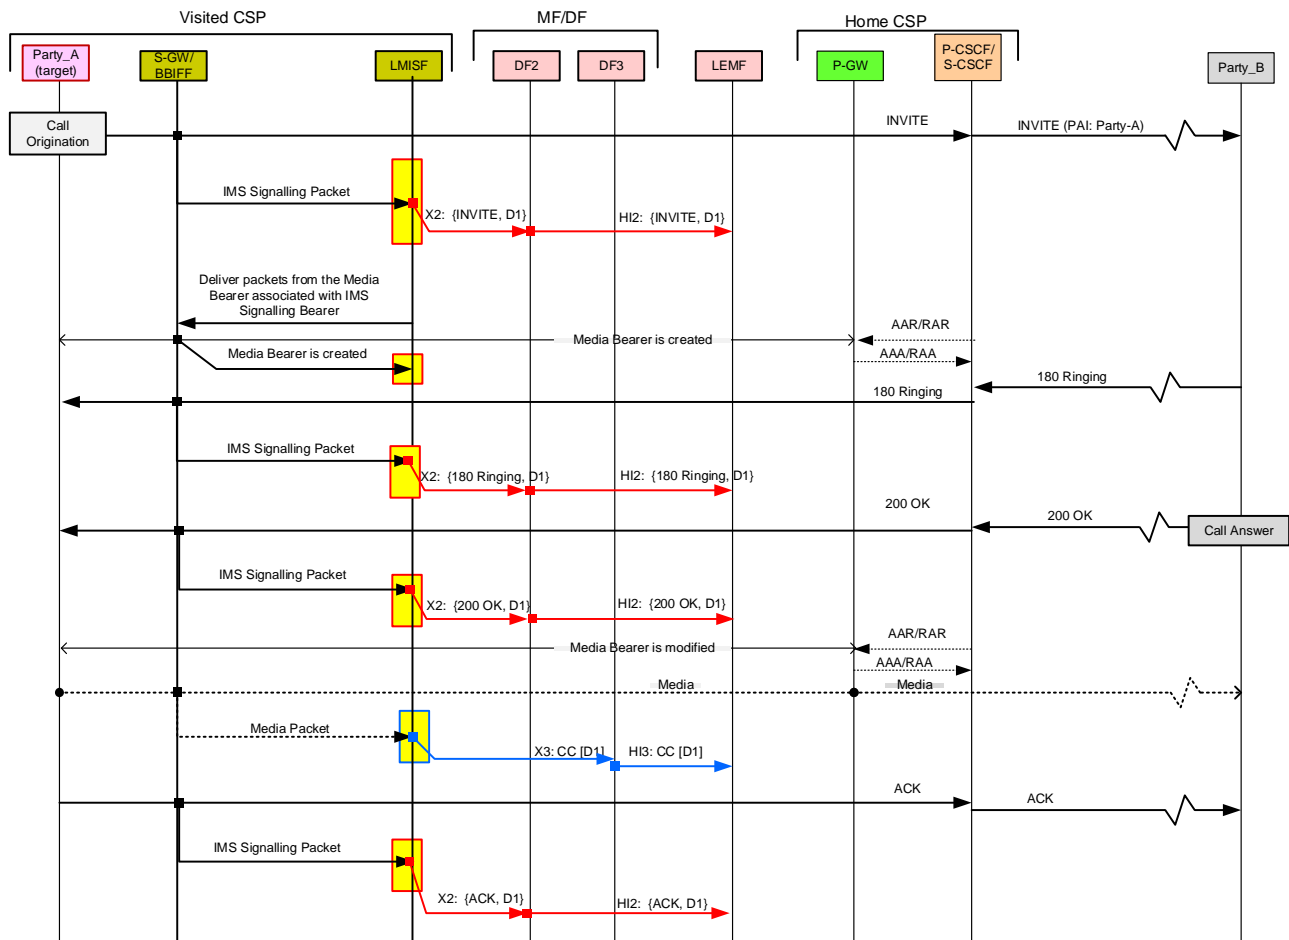 Visited CSP
MF/DF
Home CSP
Party_A
(target)
S-GW/
BBIFF
LMISF
DF2
DF3
LEMF
P-GW
P-CSCF/
S-CSCF
Party_B
Call
Origination
INVITE
INVITE (PAI: Party-A)
IMS Signalling Packet
X2: {INVITE, D1}
HI2: {INVITE, D1}
Deliver packets from the Media
Bearer associated with IMS
Signalling Bearer
AAR/RAR
Media Bearer is created
Media Bearer is created
AAA/RAA
180 Ringing
180 Ringing
IMS Signalling Packet
X2: {180 Ringing, D1}
HI2: {180 Ringing, D1}
200 OK
200 OK
Call Answer
IMS Signalling Packet
X2: {200 OK, D1}
HI2: {200 OK, D1}
AAR/RAR
Media Bearer is modified
AAA/RAA
Media
Media
Media Packet
X3: CC [D1]
HI3: CC [D1]
ACK
ACK
IMS Signalling Packet
X2: {ACK, D1}
HI2: {ACK, D1}